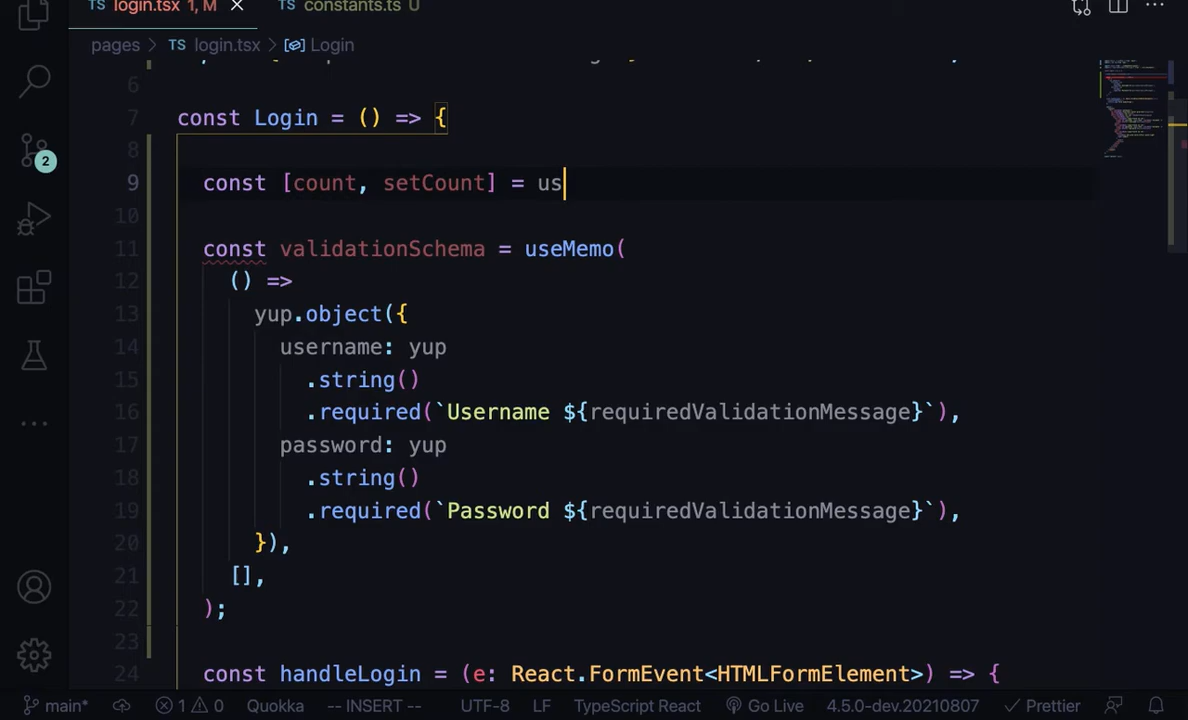 login.tsx 1, M
constants.ts U
pages > TS login.tsx > Login
6
7 const Login = () => {
8
9 const [count, setCount] = us
10
11 const validationSchema = useMemo(
12 () =>
13 yup.object({
14 username: yup
15 .string()
16 .required(`Username ${requiredValidationMessage}`),
17 password: yup
18 .string()
19 .required(`Password ${requiredValidationMessage}`),
20 }),
21 [],
22 );
23
24 const handleLogin = (e: React.FormEvent<HTMLFormElement>) => {
2
main* 1 0 Quokka -- INSERT -- UTF-8 LF TypeScript React Go Live 4.5.0-dev.20210807 Prettier